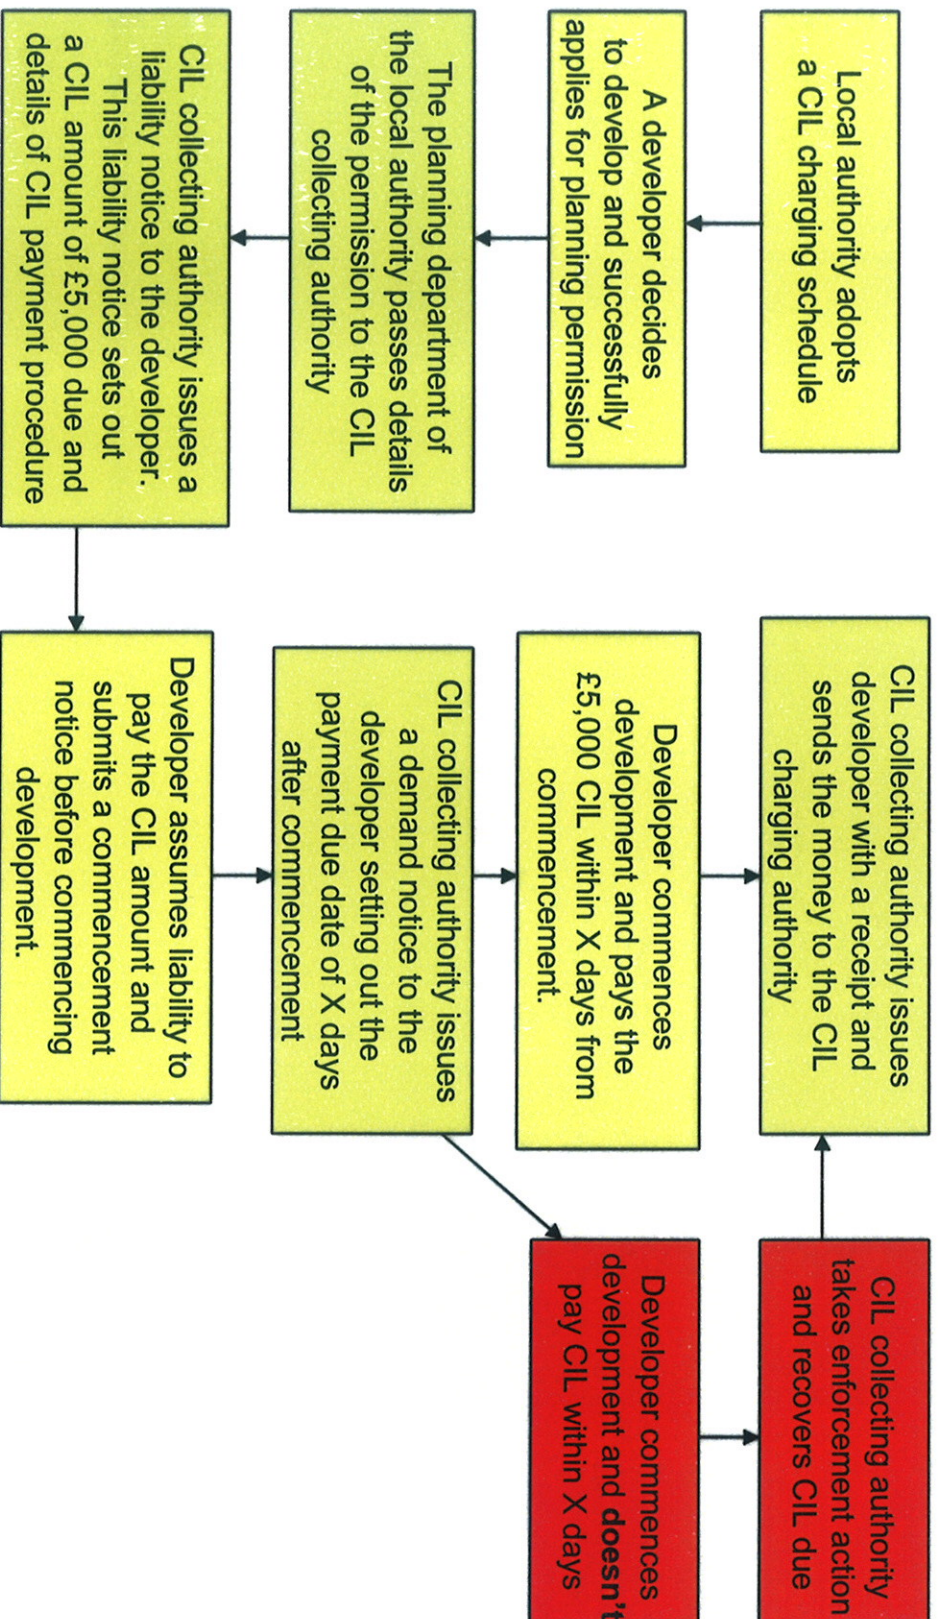 Local authority adopts
a CIL charging schedule
A developer decides
to develop and successfully
applies for planning permission
The planning department of
the local authority passes details
of the permission to the CIL
collecting authority
CIL collecting authority issues a
liability notice to the developer.
This liability notice sets out
a CIL amount of £5,000 due and
details of CIL payment procedure
Developer assumes liability to
pay the CIL amount and
submits a commencement
notice before commencing
development.
CIL collecting authority issues
a demand notice to the
developer setting out the
payment due date of X days
after commencement
Developer commences
development and pays the
£5,000 CIL within X days from
commencement.
CIL collecting authority issues
developer with a receipt and
sends the money to the CIL
charging authority
Developer commences
development and doesn't
pay CIL within X days
CIL collecting authority
takes enforcement action
and recovers CIL due